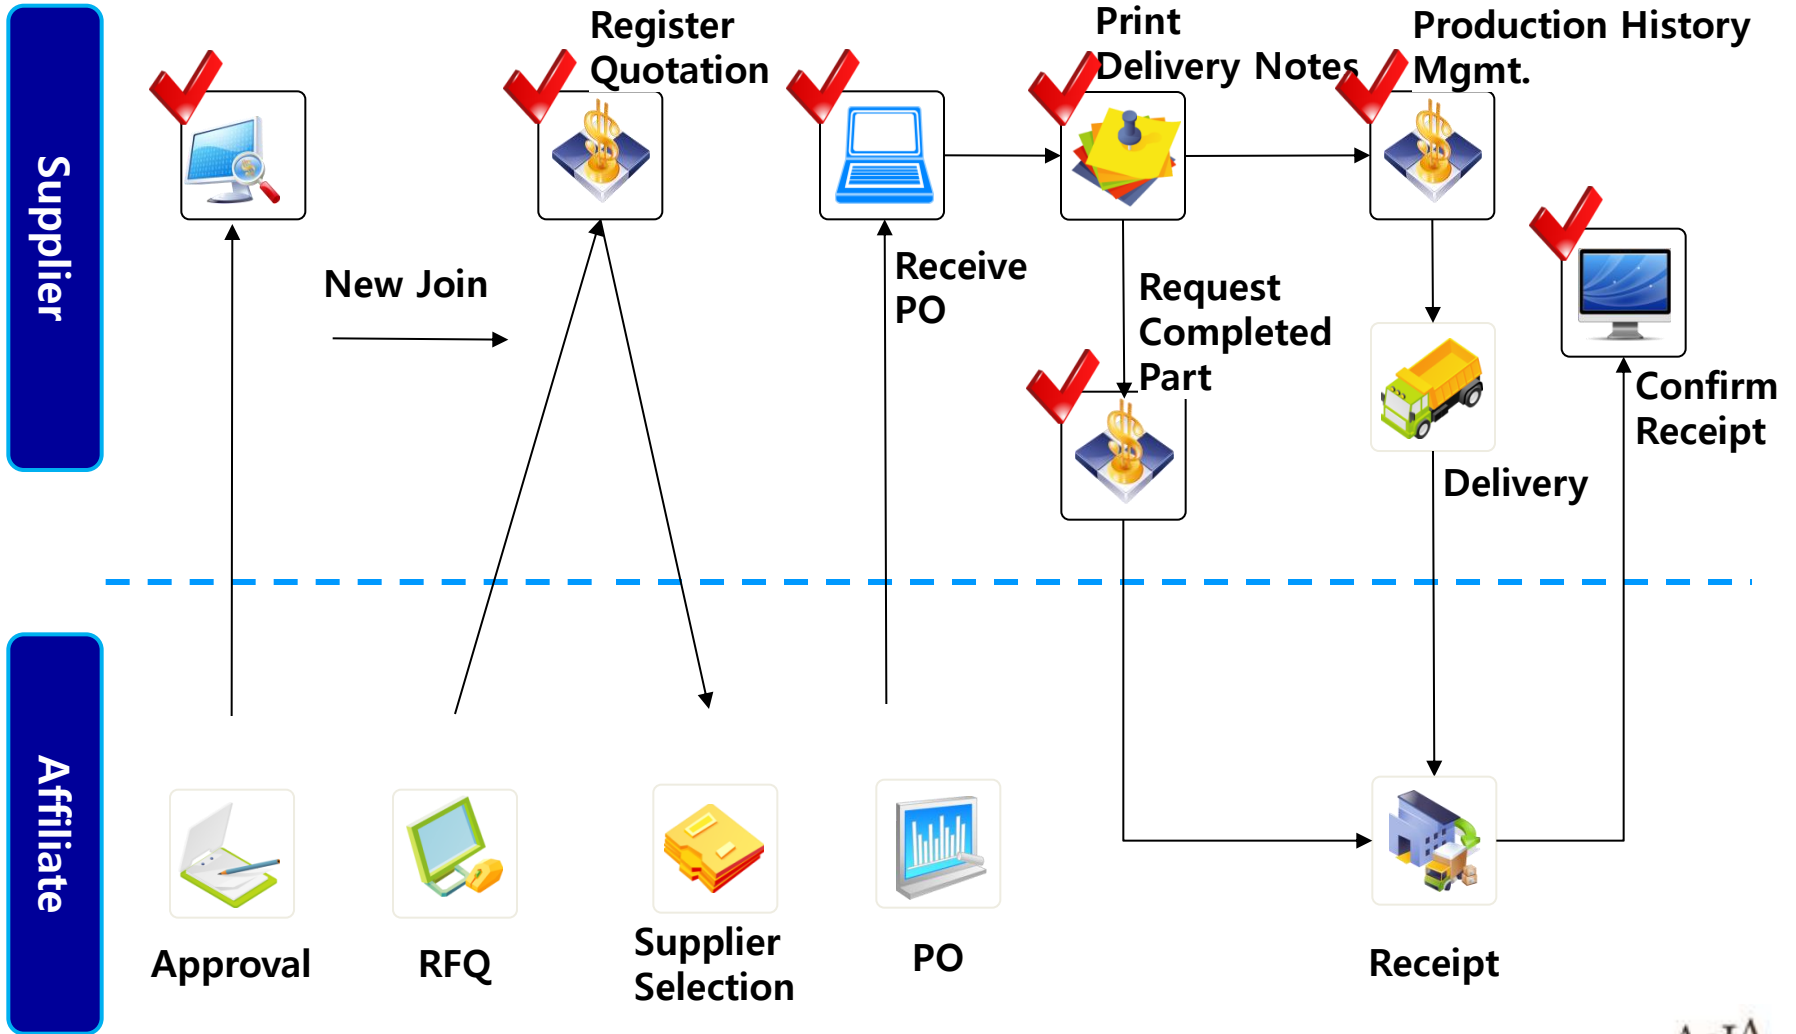 Supplier
Register
Quotation
Print
Delivery Notes
Production History
Mgmt.
New Join
Receive
PO
Request
Completed
Part
Confirm
Receipt
Delivery
Affiliate
Approval
RFQ
Supplier
Selection
PO
Receipt